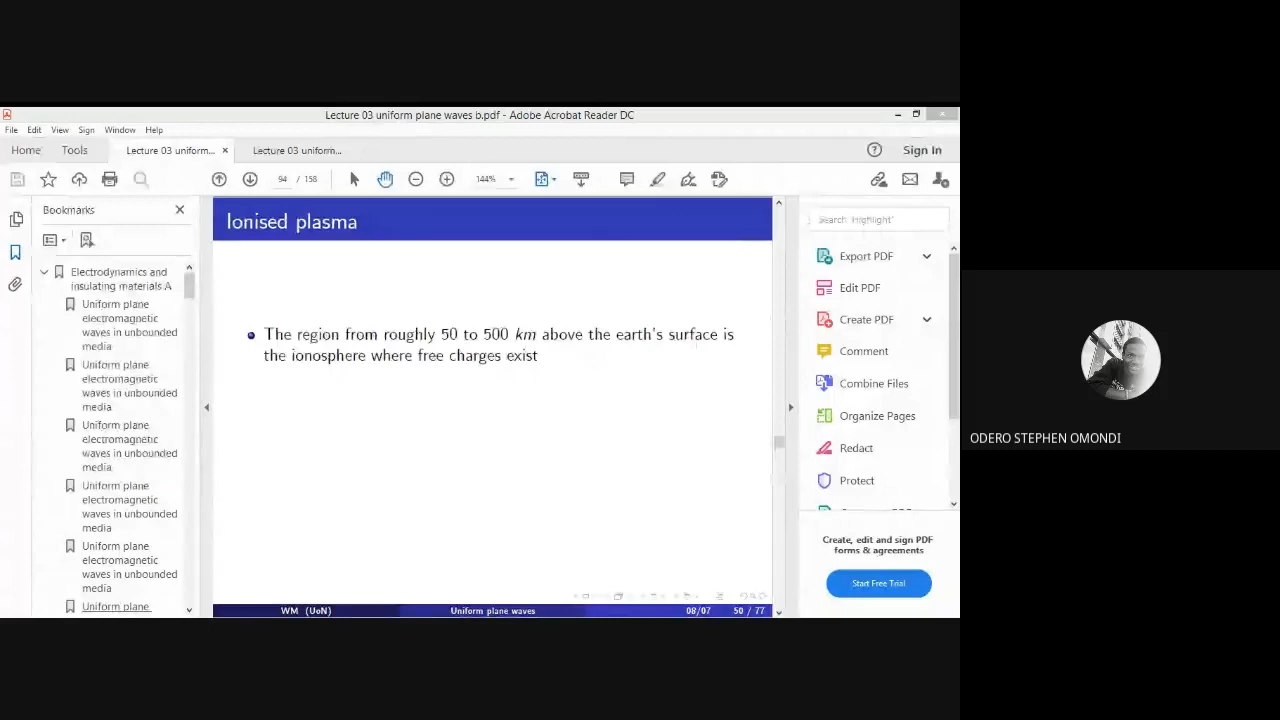 Lecture 03 uniform plane waves b.pdf - Adobe Acrobat Reader DC
File Edit View Sign Window Help
Home Tools Lecture 03 uniform... × Lecture 03 uniform... Sign In
94 / 158 144%
Bookmarks
Electrodynamics and
insulating materials A
Uniform plane
electromagnetic
waves in unbounded
media
Uniform plane
electromagnetic
waves in unbounded
media
Uniform plane
electromagnetic
waves in unbounded
media
Uniform plane
electromagnetic
waves in unbounded
media
Uniform plane
electromagnetic
waves in unbounded
media
Uniform plane
Ionised plasma
The region from roughly 50 to 500 km above the earth's surface is
the ionosphere where free charges exist
WM (UoN) Uniform plane waves 08/07 50 / 77
Search 'Highlight'
Export PDF
Edit PDF
Create PDF
Comment
Combine Files
Organize Pages
Redact
Protect
Create, edit and sign PDF
forms & agreements
Start Free Trial
ODERO STEPHEN OMONDI